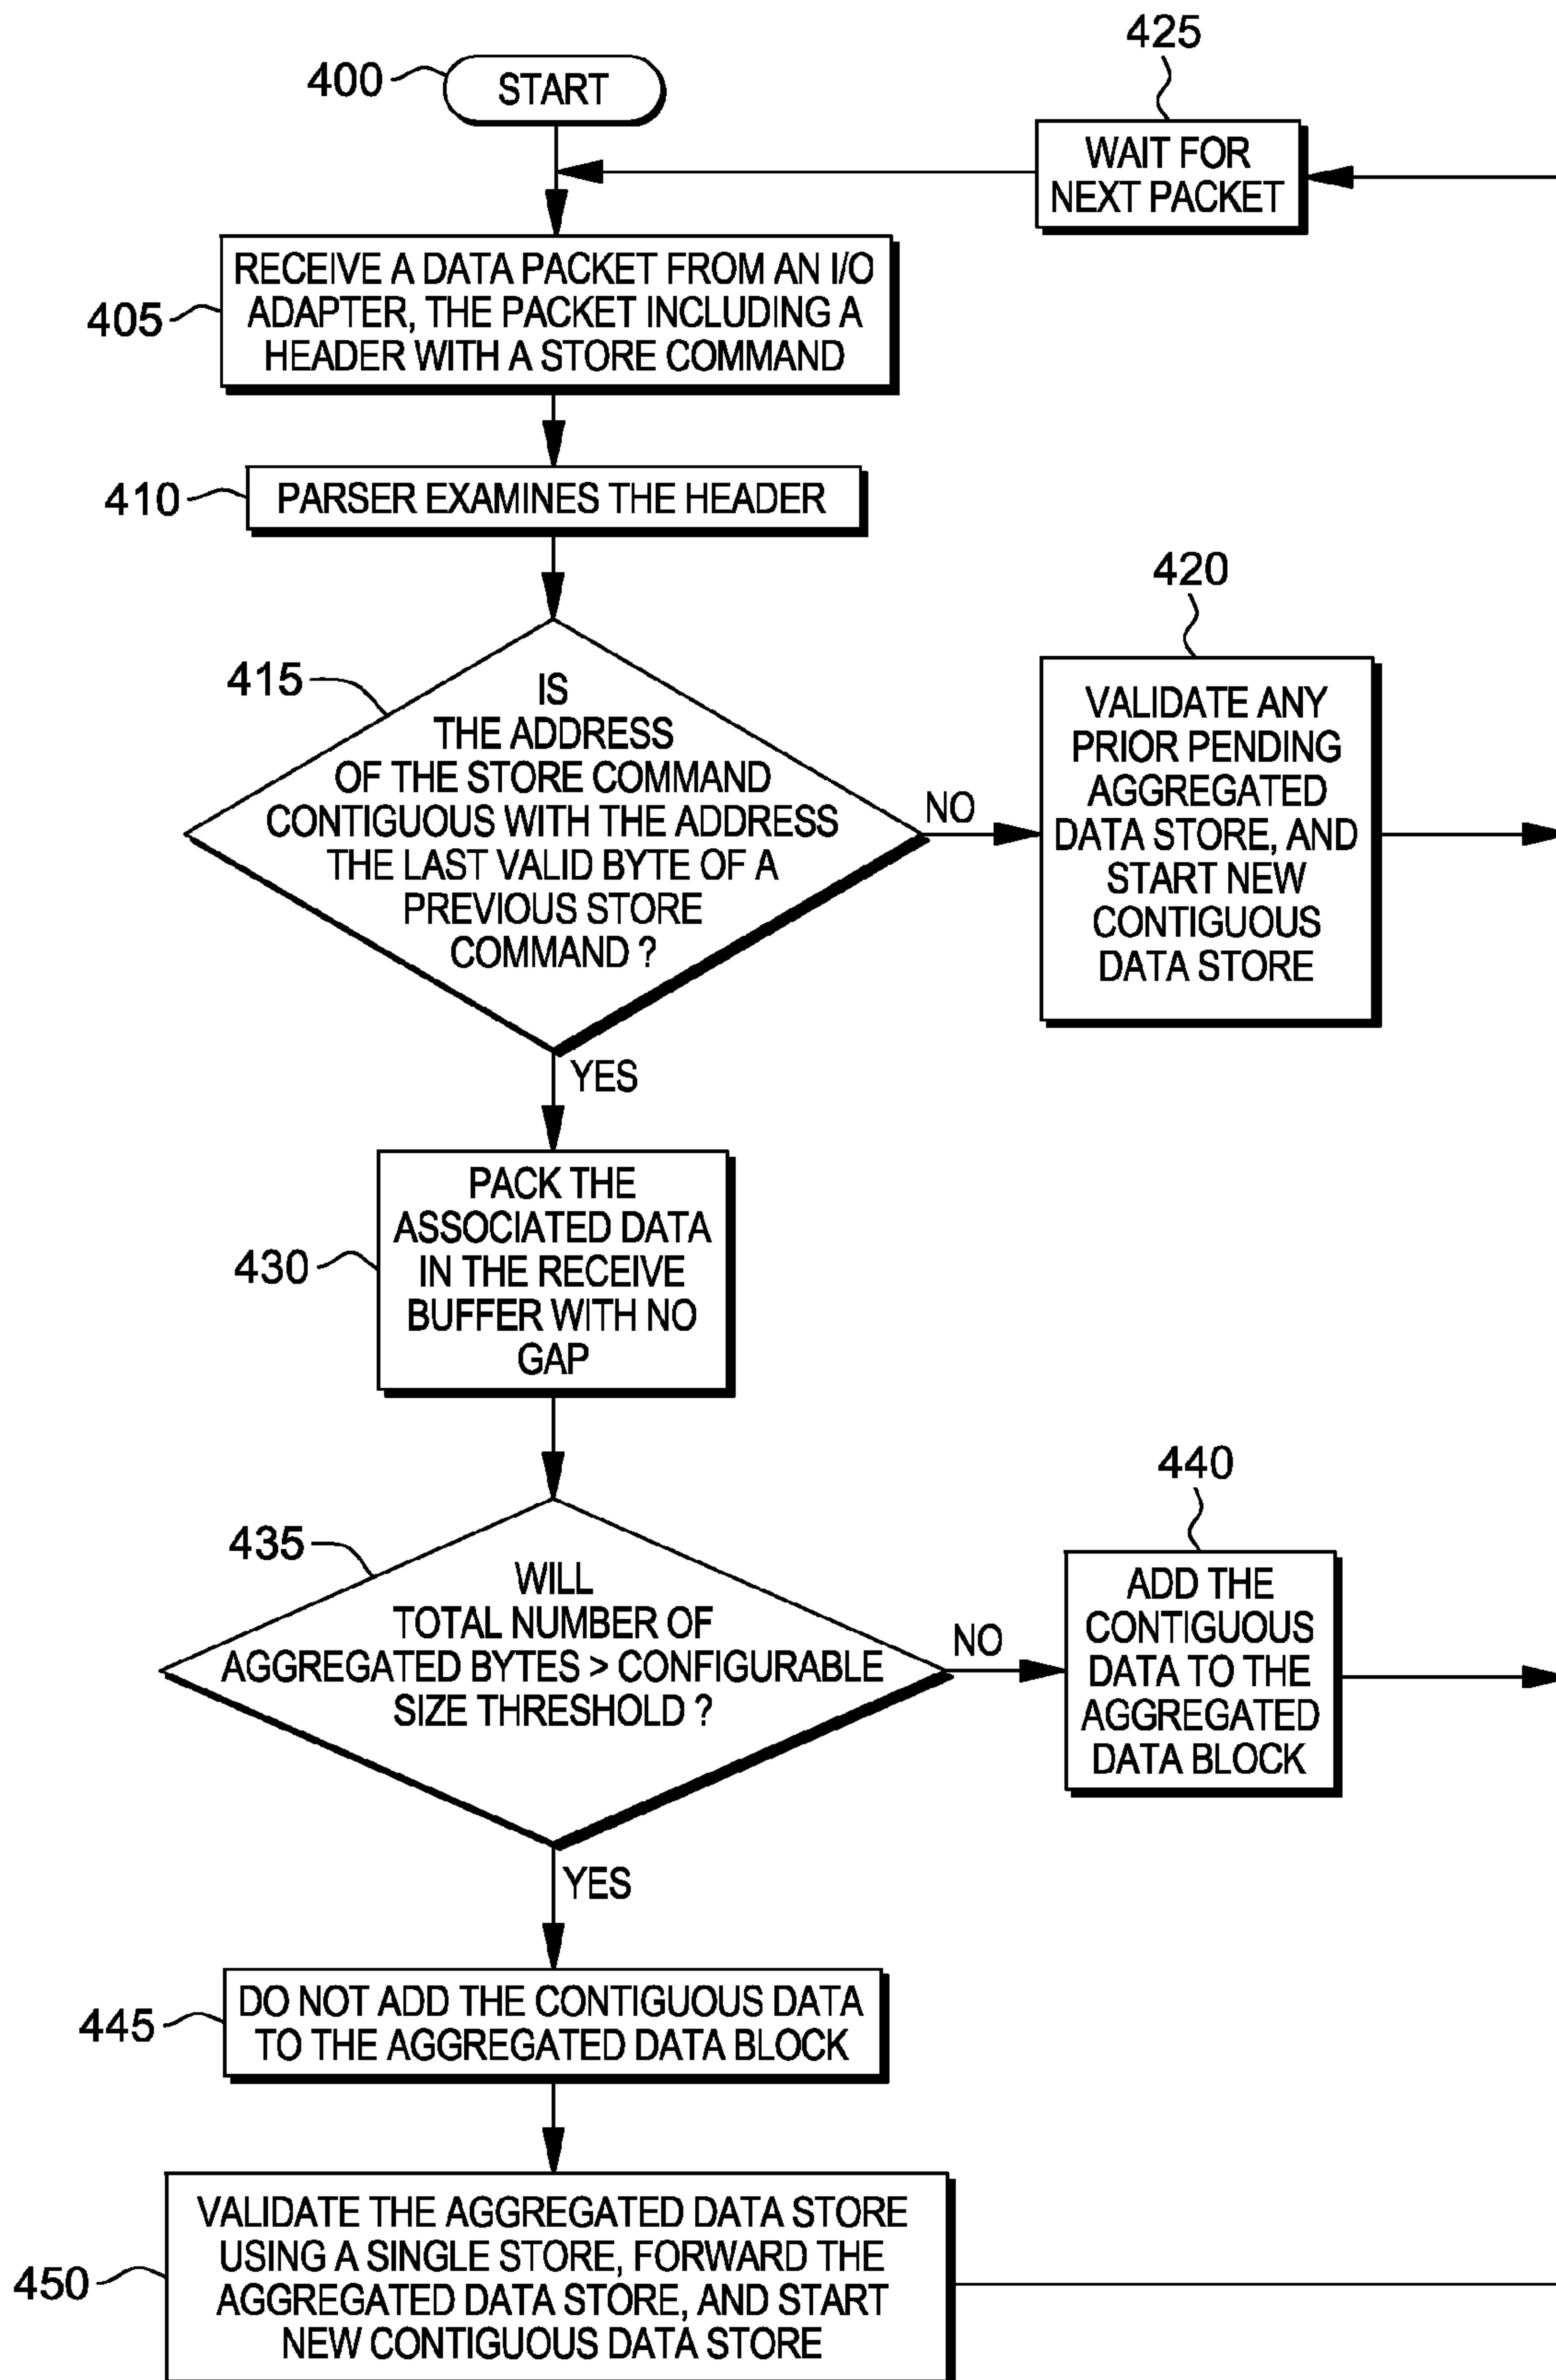 425
400
START
WAIT FOR
NEXT PACKET
405
RECEIVE A DATA PACKET FROM AN I/O
ADAPTER, THE PACKET INCLUDING A
HEADER WITH A STORE COMMAND
410
PARSER EXAMINES THE HEADER
415
IS
THE ADDRESS
OF THE STORE COMMAND
CONTIGUOUS WITH THE ADDRESS
THE LAST VALID BYTE OF A
PREVIOUS STORE
COMMAND ?
NO
420
VALIDATE ANY
PRIOR PENDING
AGGREGATED
DATA STORE, AND
START NEW
CONTIGUOUS
DATA STORE
YES
430
PACK THE
ASSOCIATED DATA
IN THE RECEIVE
BUFFER WITH NO
GAP
435
WILL
TOTAL NUMBER OF
AGGREGATED BYTES > CONFIGURABLE
SIZE THRESHOLD ?
NO
440
ADD THE
CONTIGUOUS
DATA TO THE
AGGREGATED
DATA BLOCK
YES
445
DO NOT ADD THE CONTIGUOUS DATA
TO THE AGGREGATED DATA BLOCK
450
VALIDATE THE AGGREGATED DATA STORE
USING A SINGLE STORE, FORWARD THE
AGGREGATED DATA STORE, AND START
NEW CONTIGUOUS DATA STORE